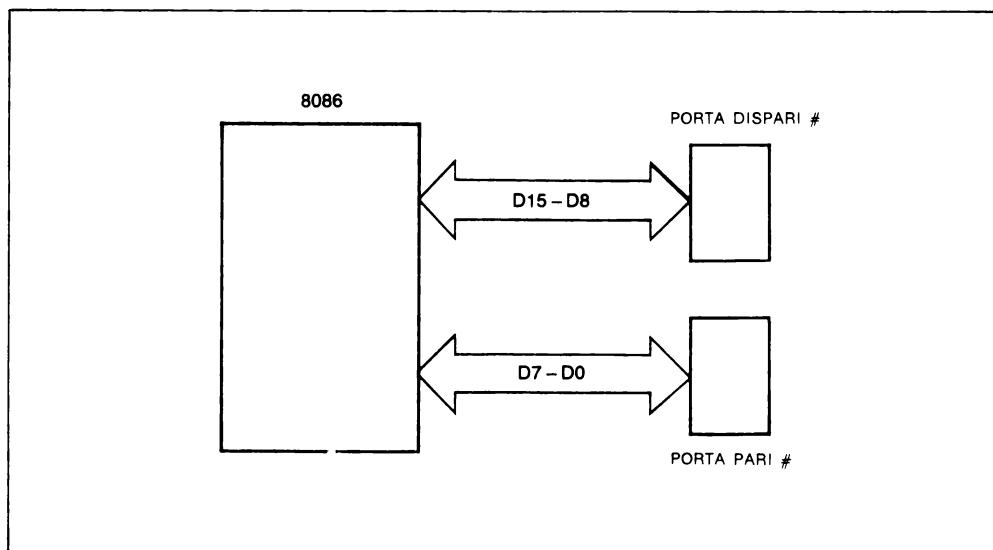 8086
PORTA DISPARI #
D15 – D8
D7 – D0
PORTA PARI #